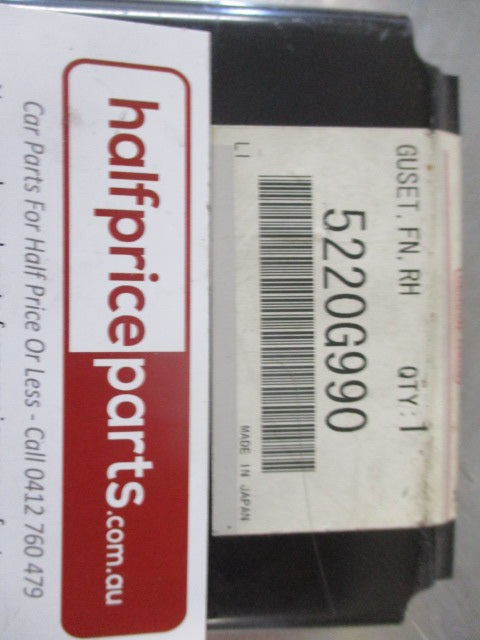 GUSET, FN, RH QTY:1
5220G990
LI
MADE IN JAPAN
halfpriceparts.com.au
Car Parts For Half Price Or Less - Call 0412 760 479